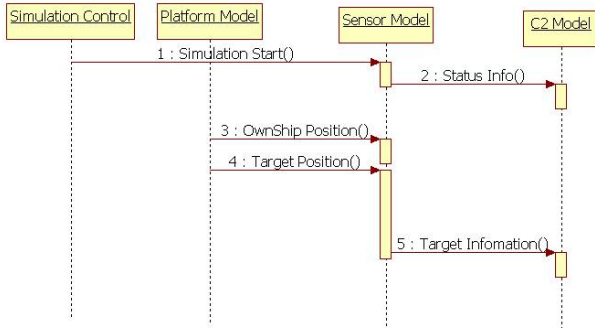 Simulation Control
Platform Model
Sensor Model
C2 Model
1 : Simulation Start()
2 : Status Info()
3 : OwnShip Position()
4 : Target Position()
5 : Target Infomation()